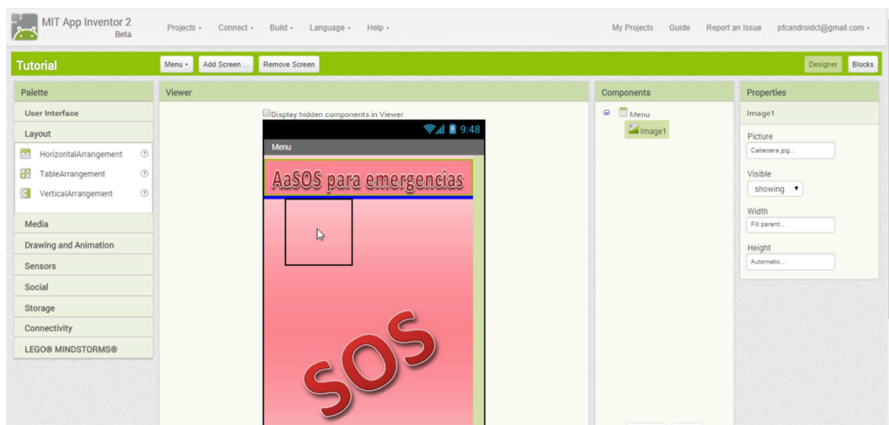 MIT App Inventor 2
Beta
Projects Connect Build Language Help
My Projects Guide Report an Issue pfcandroidct@gmail.com
Tutorial
Menu Add Screen ... Remove Screen
Designer Blocks
Palette
User Interface
Layout
HorizontalArrangement
TableArrangement
VerticalArrangement
Media
Drawing and Animation
Sensors
Social
Storage
Connectivity
LEGO® MINDSTORMS®
Viewer
Display hidden components in Viewer
9:48
Menu
AaSOS para emergencias
SOS
Components
Menu
Image1
Properties
Image1
Picture
Cabecera.jpg...
Visible
showing
Width
Fill parent...
Height
Automatic...